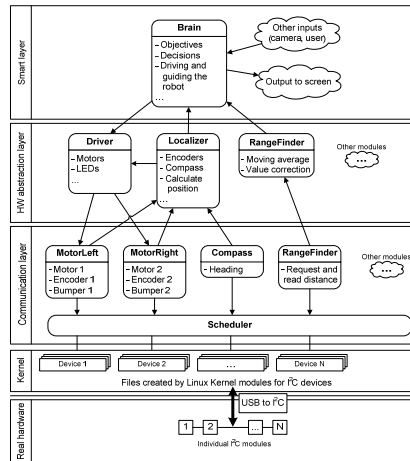 Smart layer
Brain
- Objectives
- Decisions
- Driving and
guiding the
robot
...
Other inputs
(camera, user)
Output to screen
HW abstraction layer
Driver
- Motors
- LEDs
...
Localizer
- Encoders
- Compass
- Calculate
position
...
RangeFinder
- Moving average
- Value correction
Other modules
...
Communication layer
MotorLeft
- Motor 1
- Encoder 1
- Bumper 1
MotorRight
- Motor 2
- Encoder 2
- Bumper 2
Compass
- Heading
RangeFinder
- Request and
read distance
Other modules
...
Scheduler
Kernel
Device 1
Device 2
...
Device N
Files created by Linux Kernel modules for I²C devices
Real hardware
USB to I²C
1 2 ... N
Individual I²C modules